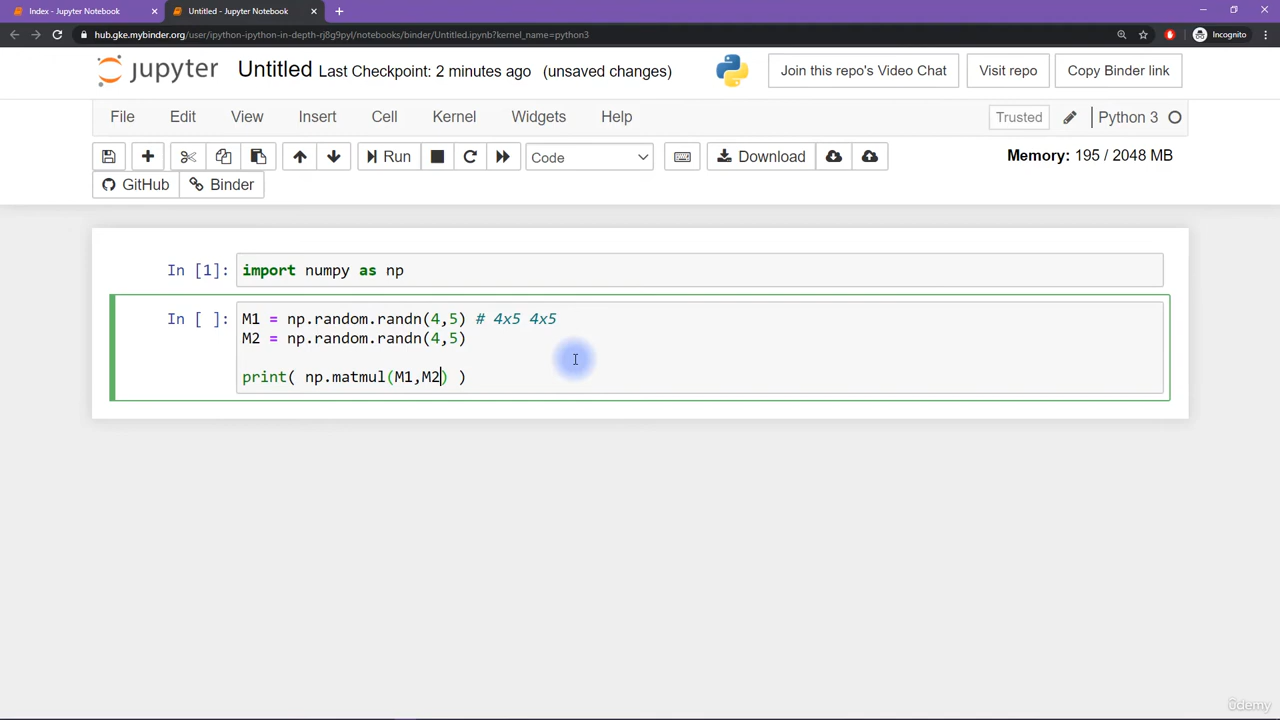 Index - Jupyter Notebook
Untitled - Jupyter Notebook
hub.gke.mybinder.org/user/ipython-ipython-in-depth-rj8g9pyl/notebooks/binder/Untitled.ipynb?kernel_name=python3
Incognito
jupyter Untitled Last Checkpoint: 2 minutes ago (unsaved changes)
Join this repo's Video Chat
Visit repo
Copy Binder link
File Edit View Insert Cell Kernel Widgets Help
Trusted
Python 3
Run
Code
Download
Memory: 195 / 2048 MB
GitHub
Binder
In [1]: import numpy as np
In [ ]: M1 = np.random.randn(4,5) # 4x5 4x5
M2 = np.random.randn(4,5)
print( np.matmul(M1,M2) )
ûdemy